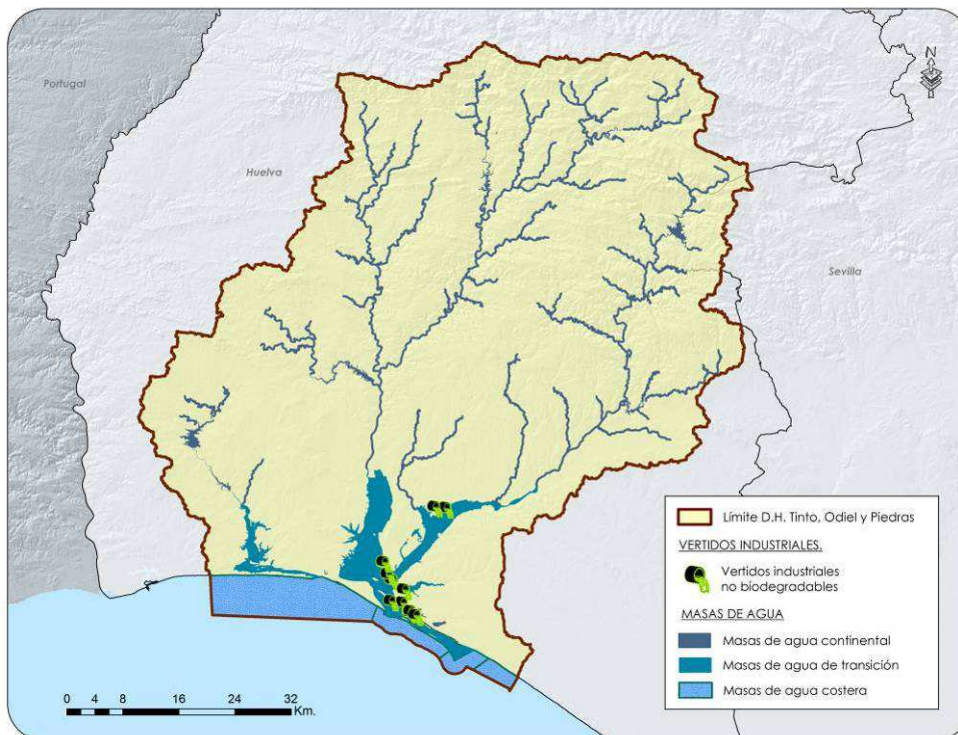 N
Portugal
Huelva
Sevilla
Límite D.H. Tinto, Odiel y Piedras
VERTIDOS INDUSTRIALES.
Vertidos industriales
no biodegradables
MASAS DE AGUA
Masas de agua continental
Masas de agua de transición
Masas de agua costera
0 4 8 16 24 32
Km.